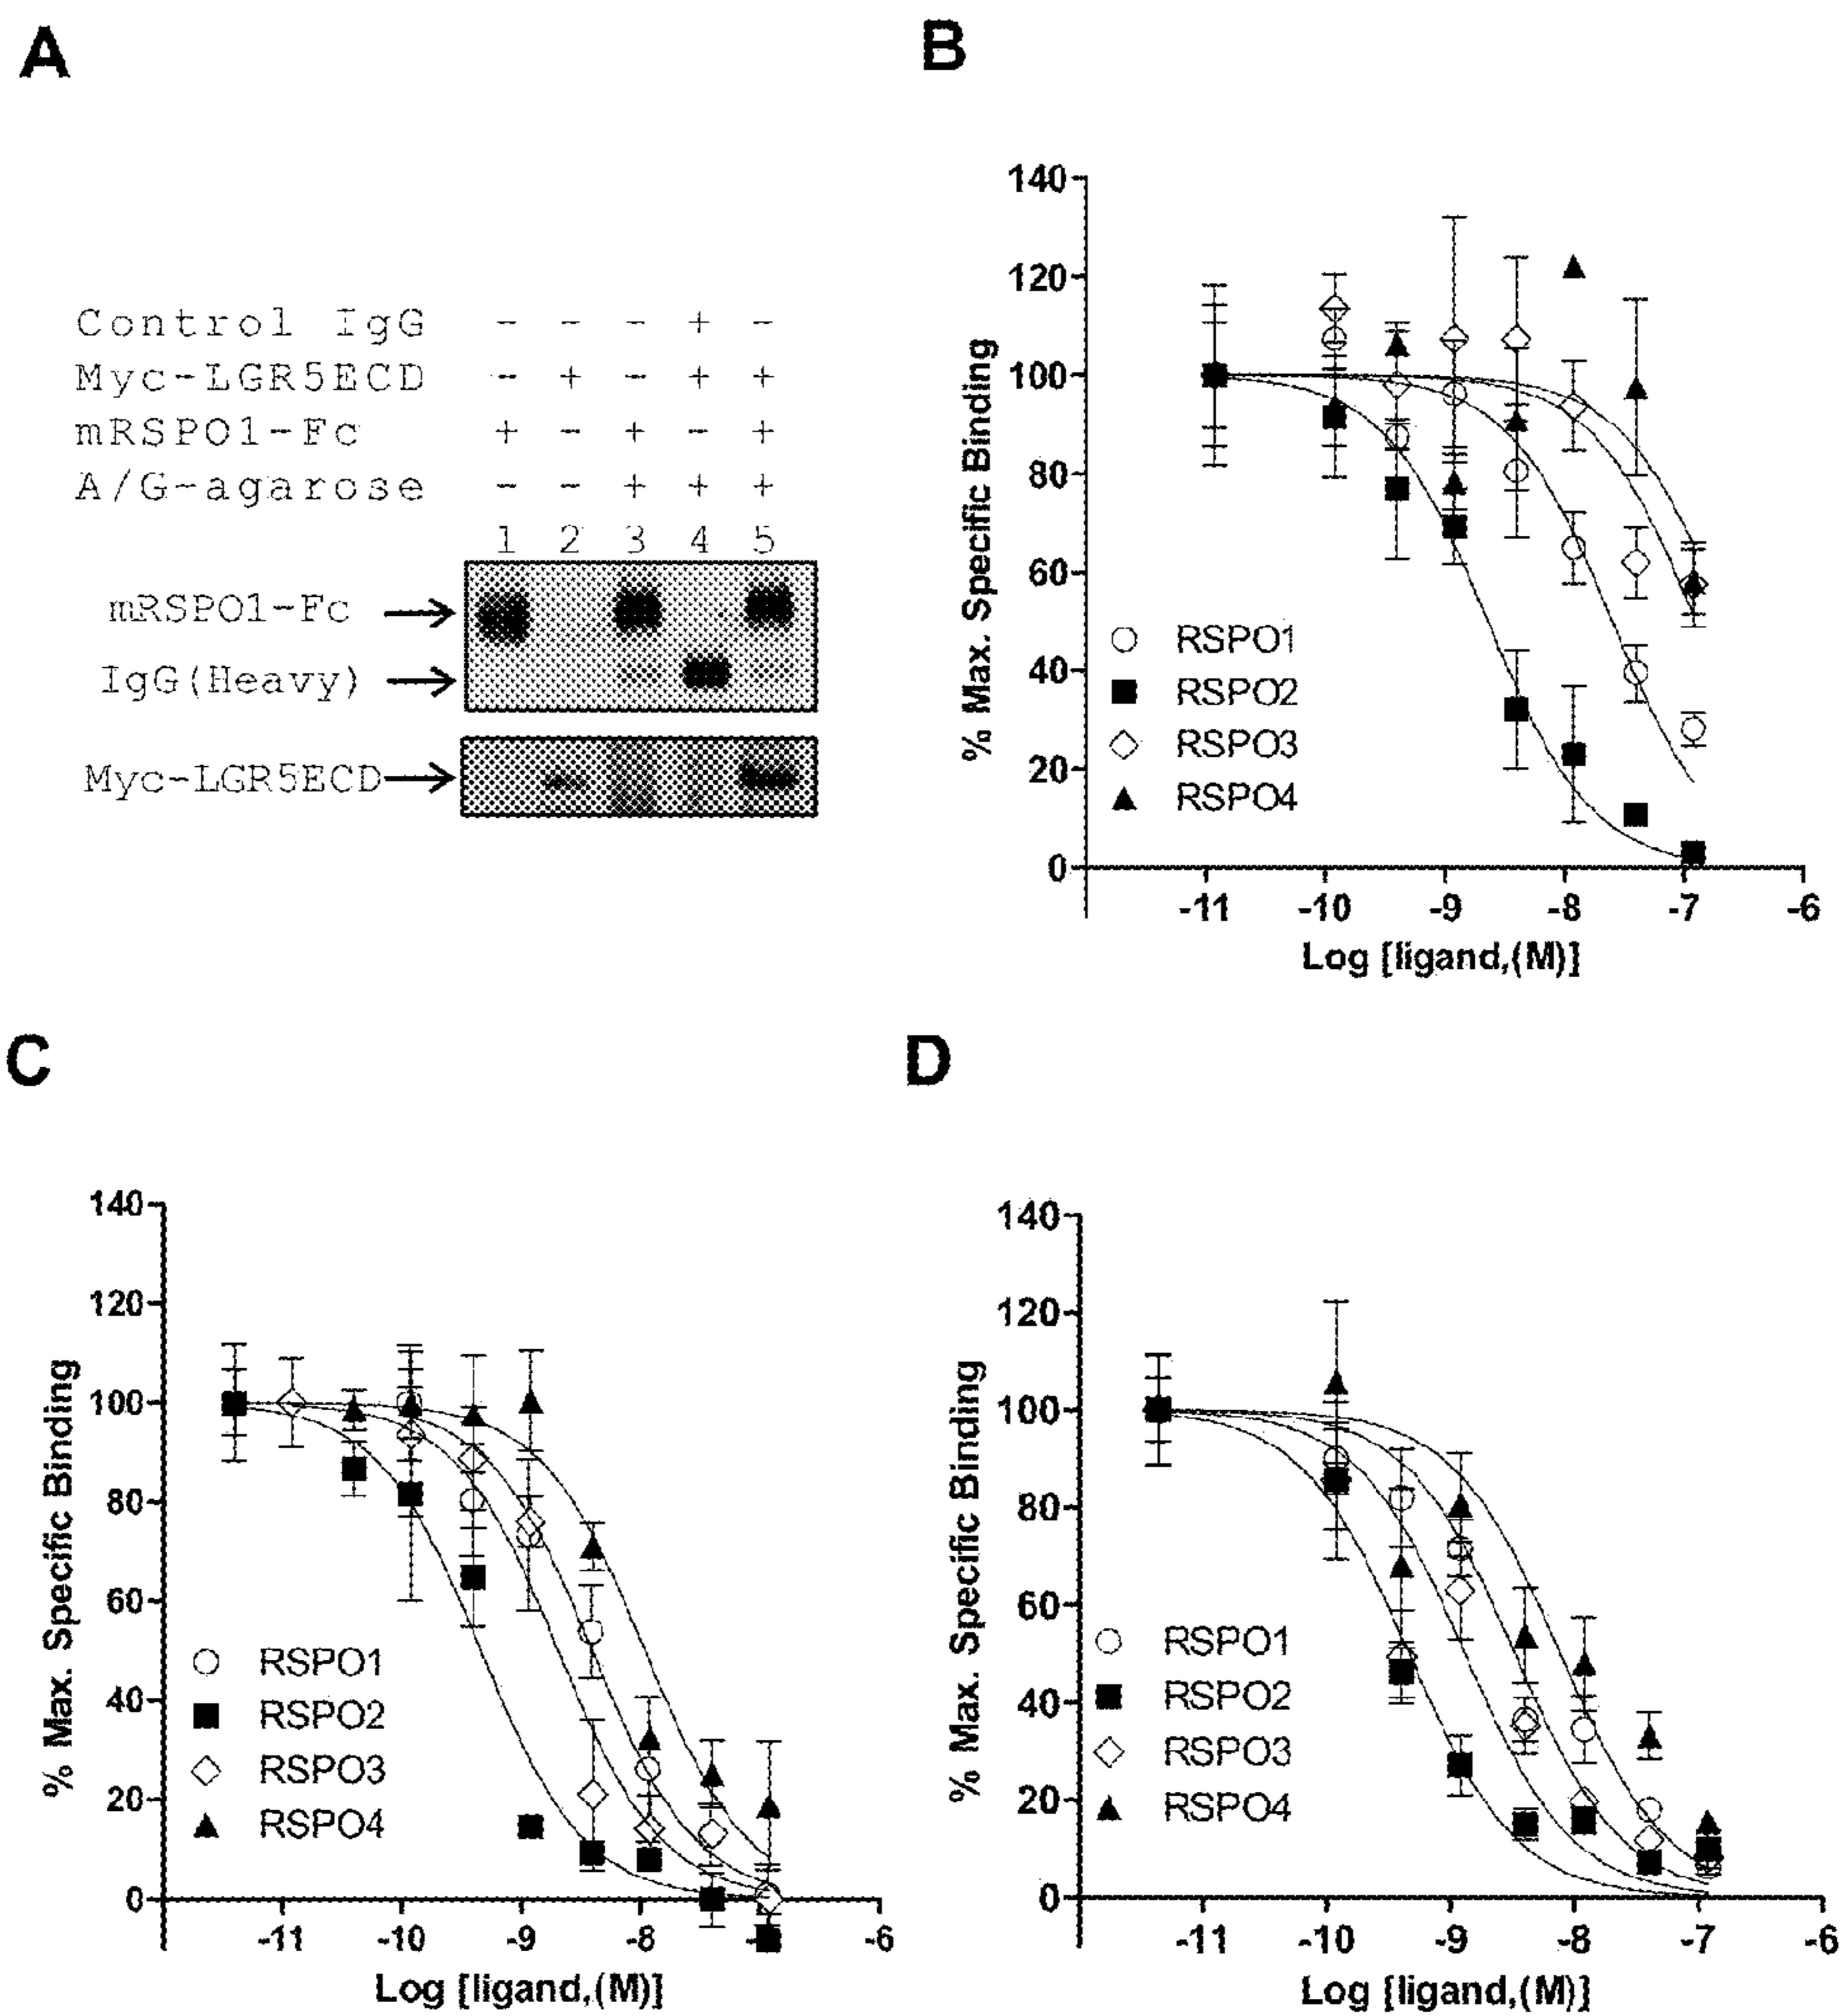 A
Control IgG - - - + -
Myc-LGR5ECD - + - + +
mRSPO1-Fc + - + - +
A/G-agarose - - + + +
1 2 3 4 5
mRSPO1-Fc
IgG(Heavy)
Myc-LGR5ECD
B
140
120
100
80
60
40
20
0
% Max. Specific Binding
RSPO1
RSPO2
RSPO3
RSPO4
-11 -10 -9 -8 -7 -6
Log [ligand,(M)]
C
140
120
100
80
60
40
20
0
% Max. Specific Binding
RSPO1
RSPO2
RSPO3
RSPO4
-11 -10 -9 -8 -6
Log [ligand,(M)]
D
140
120
100
80
60
40
20
0
% Max. Specific Binding
RSPO1
RSPO2
RSPO3
RSPO4
-11 -10 -9 -8 -7 -6
Log [ligand,(M)]